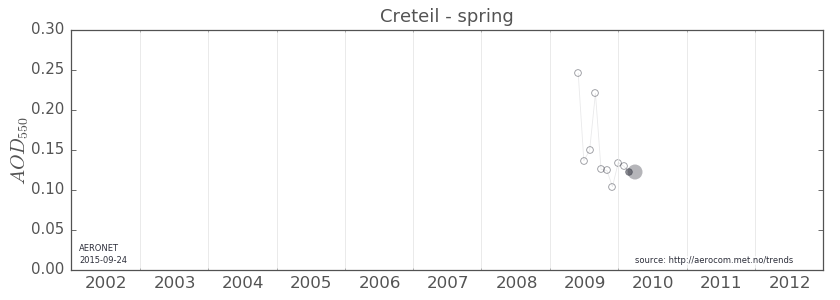 Creteil - spring
0.30
0.25
0.20
0.15
0.10
0.05
0.00
AOD550
AERONET
2015-09-24
source: http://aerocom.met.no/trends
2002 2003 2004 2005 2006 2007 2008 2009 2010 2011 2012